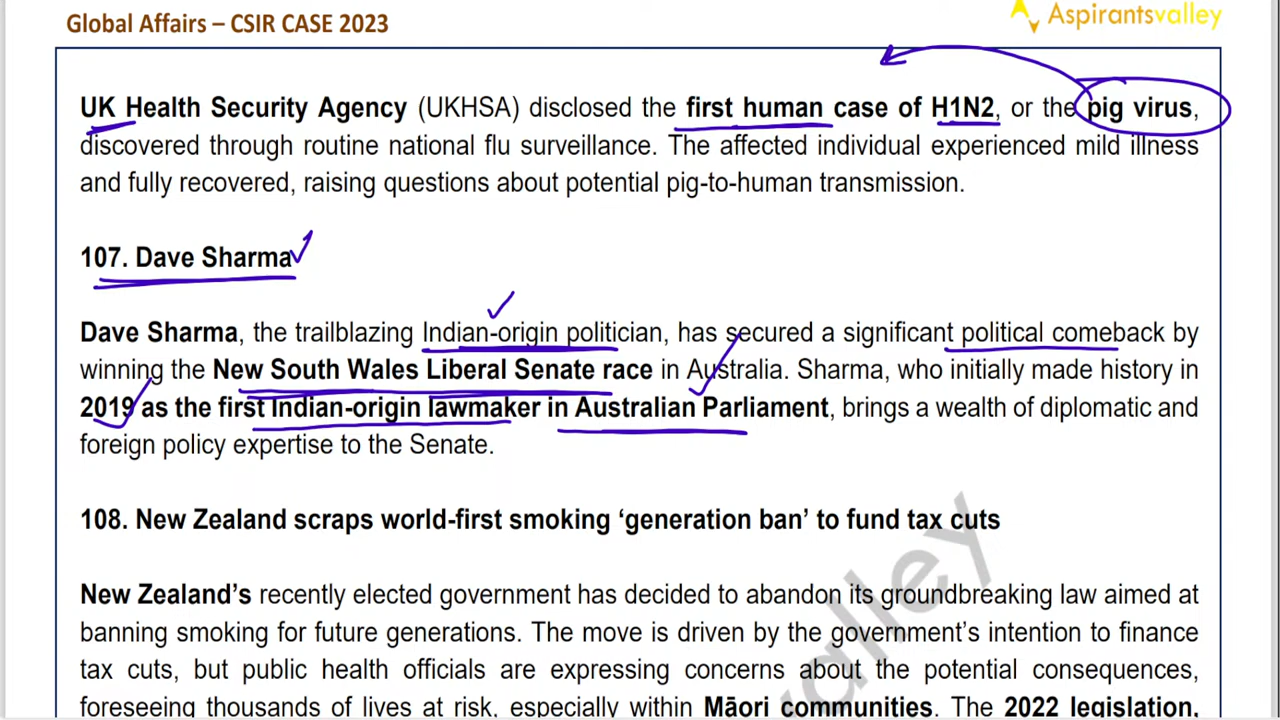 Global Affairs – CSIR CASE 2023
Aspirantsvalley
UK Health Security Agency (UKHSA) disclosed the first human case of H1N2, or the pig virus,
discovered through routine national flu surveillance. The affected individual experienced mild illness
and fully recovered, raising questions about potential pig-to-human transmission.
107. Dave Sharma
Dave Sharma, the trailblazing Indian-origin politician, has secured a significant political comeback by
winning the New South Wales Liberal Senate race in Australia. Sharma, who initially made history in
2019 as the first Indian-origin lawmaker in Australian Parliament, brings a wealth of diplomatic and
foreign policy expertise to the Senate.
108. New Zealand scraps world-first smoking ‘generation ban’ to fund tax cuts
New Zealand’s recently elected government has decided to abandon its groundbreaking law aimed at
banning smoking for future generations. The move is driven by the government’s intention to finance
tax cuts, but public health officials are expressing concerns about the potential consequences,
foreseeing thousands of lives at risk, especially within Māori communities. The 2022 legislation,
valley